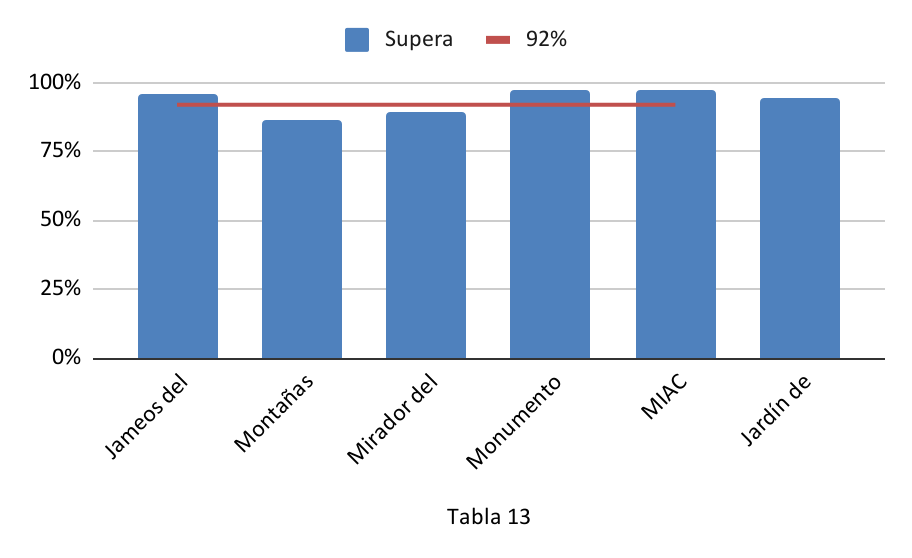 Supera 92%
100%
75%
50%
25%
0%
Jameos del
Montañas
Mirador del
Monumento
MIAC
Jardín de
Tabla 13